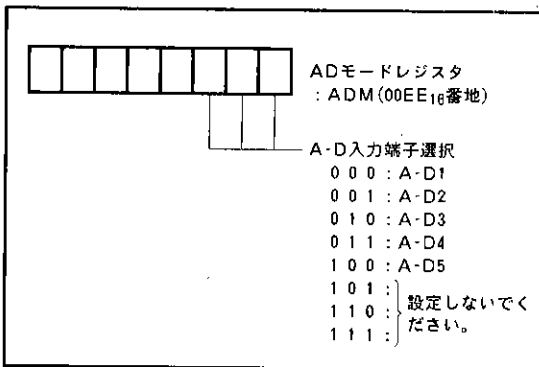 ADモードレジスタ
: ADM(00EE₁₆番地)
A-D入力端子選択
0 0 0 : A-D1
0 0 1 : A-D2
0 1 0 : A-D3
0 1 1 : A-D4
1 0 0 : A-D5
1 0 1 :
1 1 0 :
1 1 1 :
設定しないでく
ださい。